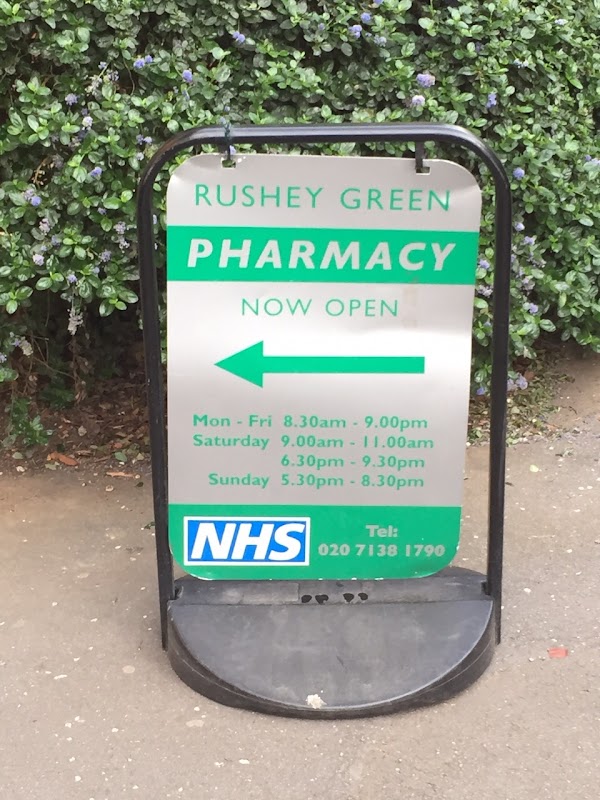 RUSHEY GREEN
PHARMACY
NOW OPEN
Mon - Fri 8.30am - 9.00pm
Saturday 9.00am - 11.00am
6.30pm - 9.30pm
Sunday 5.30pm - 8.30pm
NHS
Tel:
020 7138 1790